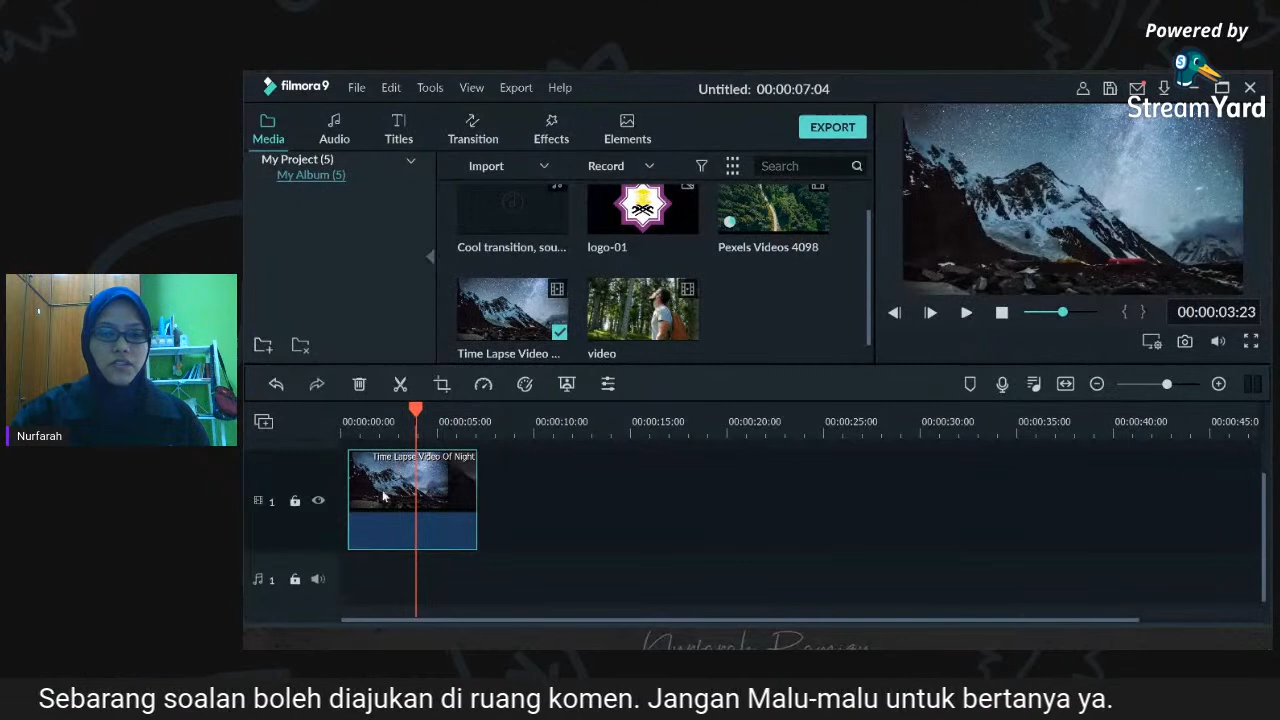 Powered by
StreamYard
filmora9
File Edit Tools View Export Help
Untitled: 00:00:07:04
Media Audio Titles Transition Effects Elements
EXPORT
My Project (5)
My Album (5)
Import Record Search
Cool transition, sou... logo-01 Pexels Videos 4098
Time Lapse Video ... video
00:00:03:23
00:00:00:00 00:00:05:00 00:00:10:00 00:00:15:00 00:00:20:00 00:00:25:00 00:00:30:00 00:00:35:00 00:00:40:00 00:00:45:0
Time Lapse Video Of Night
1
1
Nurfarah
Sebarang soalan boleh diajukan di ruang komen. Jangan Malu-malu untuk bertanya ya.